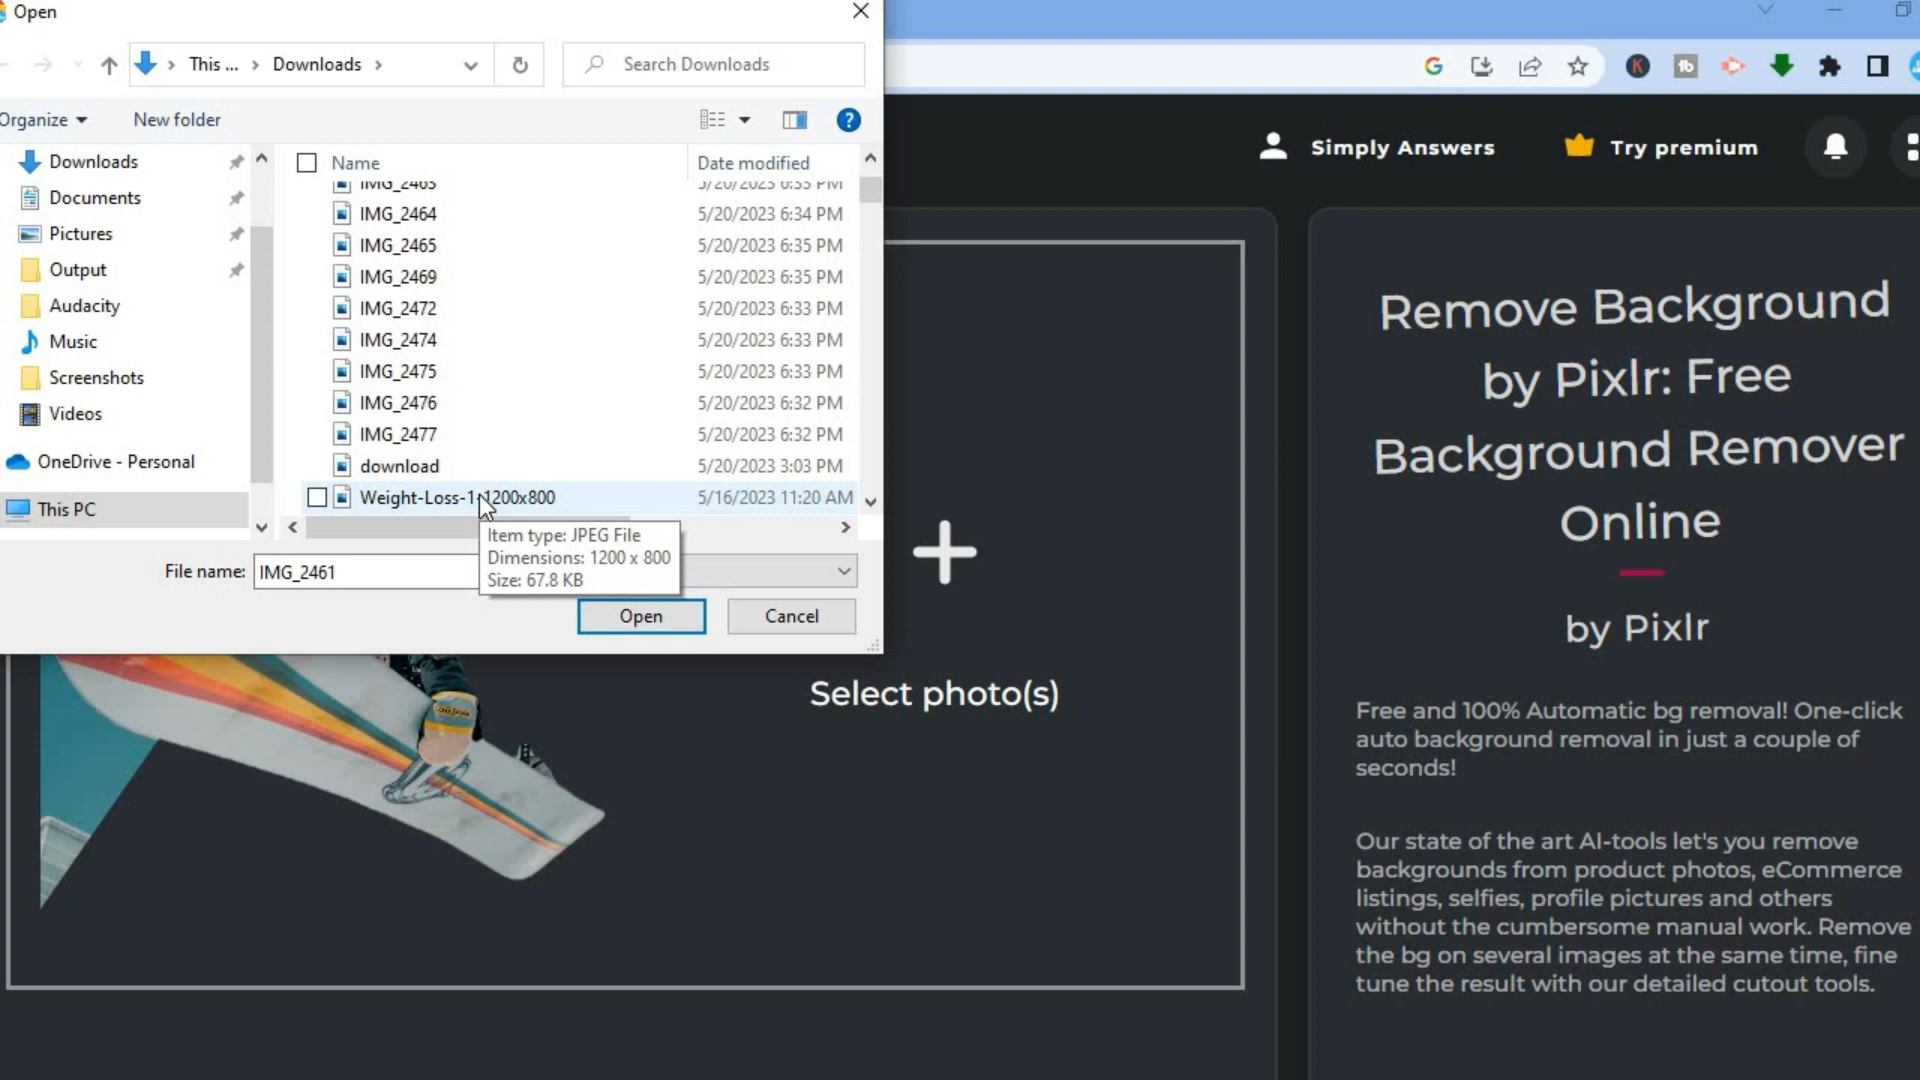 Open
This ...
Downloads
Search Downloads
Organize
New folder
Downloads
Documents
Pictures
Output
Audacity
Music
Screenshots
Videos
OneDrive - Personal
This PC
Name
Date modified
IMG_2463 5/20/2023 6:33 PM
IMG_2464 5/20/2023 6:34 PM
IMG_2465 5/20/2023 6:35 PM
IMG_2469 5/20/2023 6:35 PM
IMG_2472 5/20/2023 6:33 PM
IMG_2474 5/20/2023 6:33 PM
IMG_2475 5/20/2023 6:33 PM
IMG_2476 5/20/2023 6:32 PM
IMG_2477 5/20/2023 6:32 PM
download 5/20/2023 3:03 PM
Weight-Loss-1-1200x800 5/16/2023 11:20 AM
Item type: JPEG File
Dimensions: 1200 x 800
Size: 67.8 KB
File name: IMG_2461
Open
Cancel
Simply Answers
Try premium
Select photo(s)
Remove Background
by Pixlr: Free
Background Remover
Online
by Pixlr
Free and 100% Automatic bg removal! One-click
auto background removal in just a couple of
seconds!
Our state of the art AI-tools let's you remove
backgrounds from product photos, eCommerce
listings, selfies, profile pictures and others
without the cumbersome manual work. Remove
the bg on several images at the same time, fine
tune the result with our detailed cutout tools.